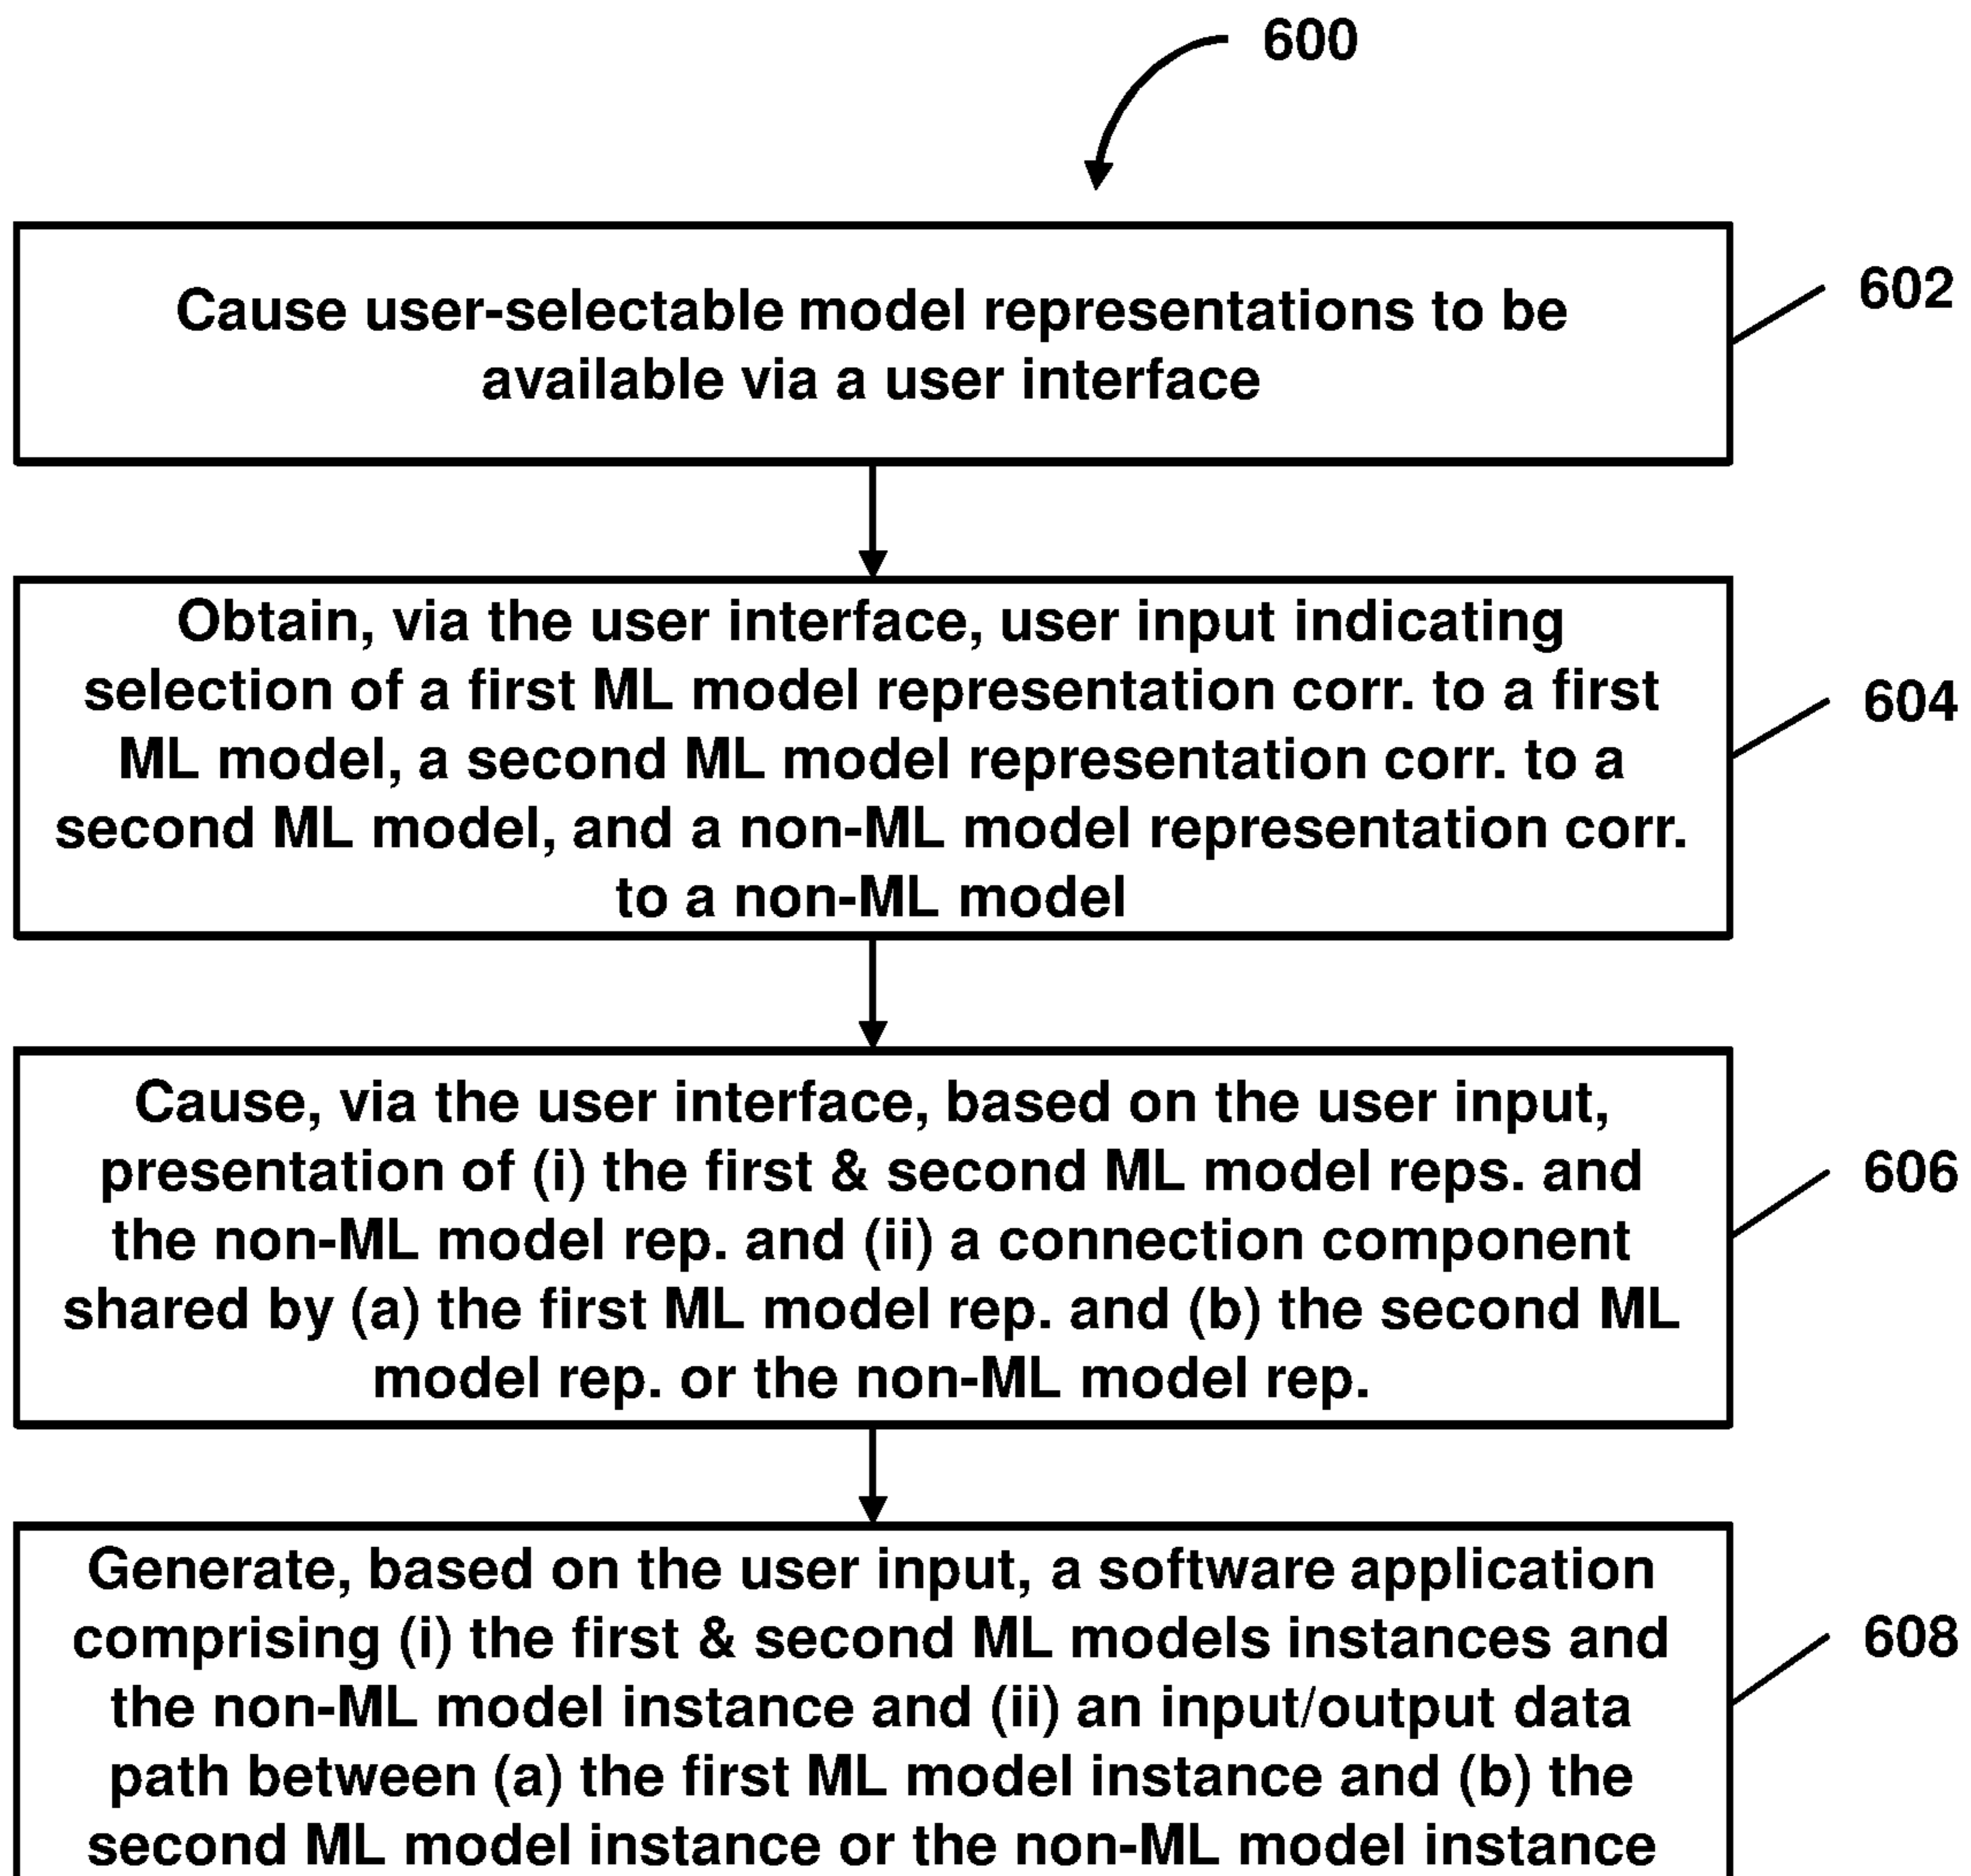 600
Cause user-selectable model representations to be
available via a user interface
602
Obtain, via the user interface, user input indicating
selection of a first ML model representation corr. to a first
ML model, a second ML model representation corr. to a
second ML model, and a non-ML model representation corr.
to a non-ML model
604
Cause, via the user interface, based on the user input,
presentation of (i) the first & second ML model reps. and
the non-ML model rep. and (ii) a connection component
shared by (a) the first ML model rep. and (b) the second ML
model rep. or the non-ML model rep.
606
Generate, based on the user input, a software application
comprising (i) the first & second ML models instances and
the non-ML model instance and (ii) an input/output data
path between (a) the first ML model instance and (b) the
second ML model instance or the non-ML model instance
608